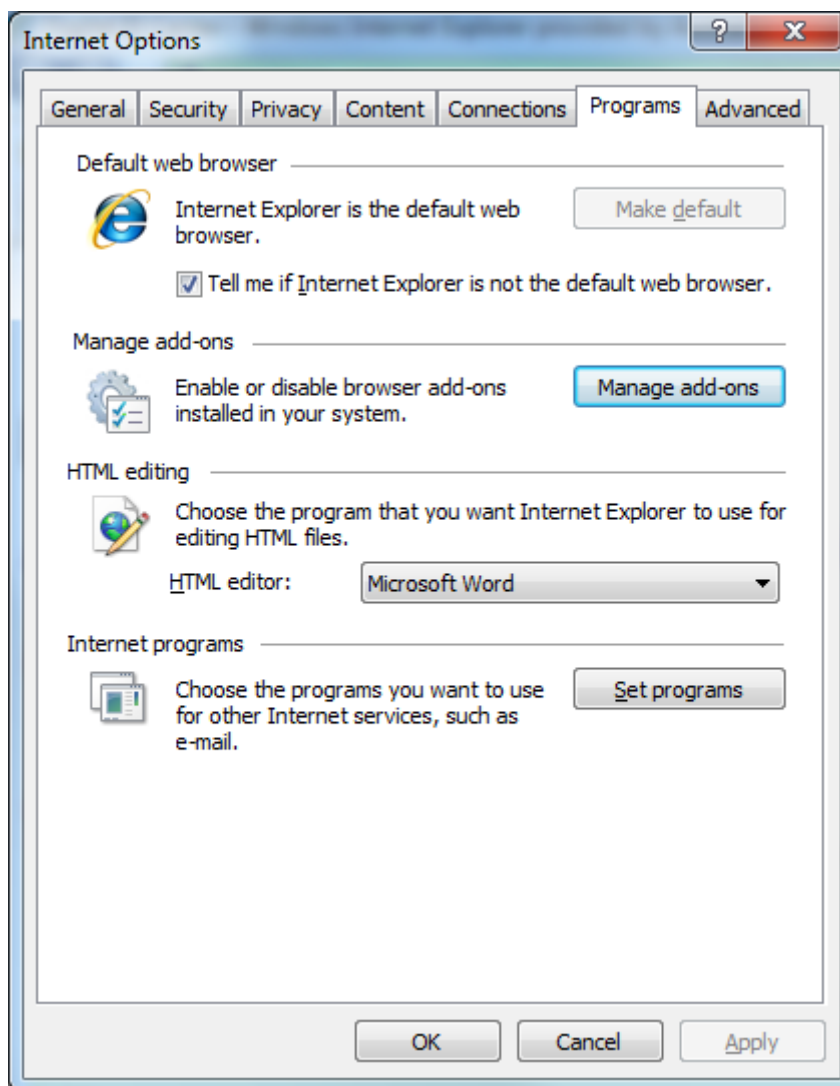 Internet Options
General Security Privacy Content Connections Programs Advanced
Default web browser
Internet Explorer is the default web
browser.
Make default
Tell me if Internet Explorer is not the default web browser.
Manage add-ons
Enable or disable browser add-ons
installed in your system.
Manage add-ons
HTML editing
Choose the program that you want Internet Explorer to use for
editing HTML files.
HTML editor: Microsoft Word
Internet programs
Choose the programs you want to use
for other Internet services, such as
e-mail.
Set programs
OK Cancel Apply